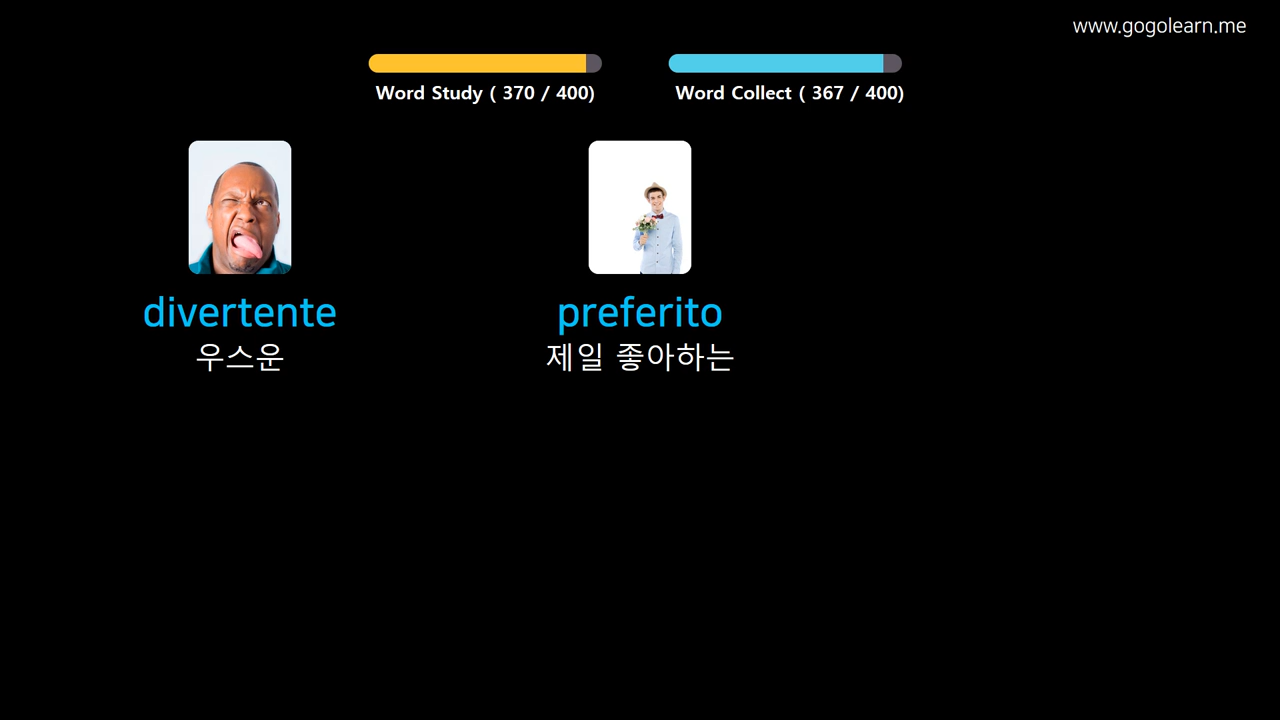 www.gogolearn.me
Word Study ( 370 / 400)
Word Collect ( 367 / 400)
divertente
우스운
preferito
제일 좋아하는